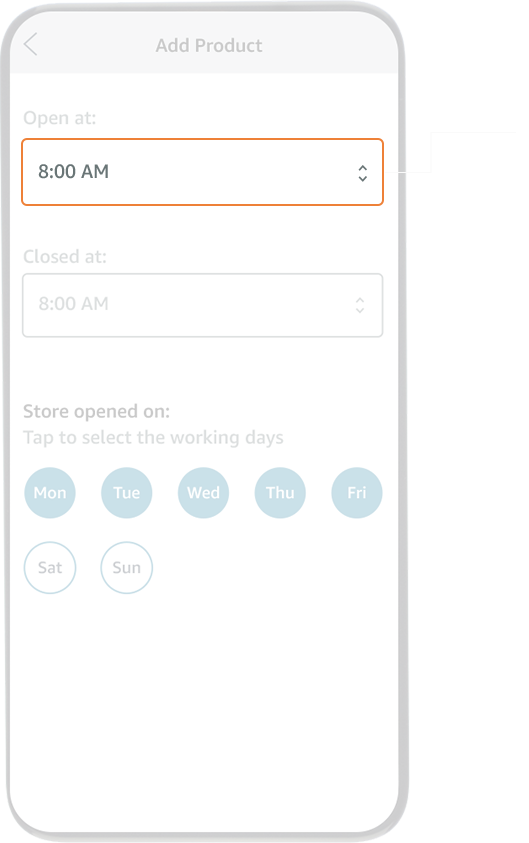 Add Product
Open at:
8:00 AM
Closed at:
8:00 AM
Store opened on:
Tap to select the working days
Mon Tue Wed Thu Fri
Sat Sun